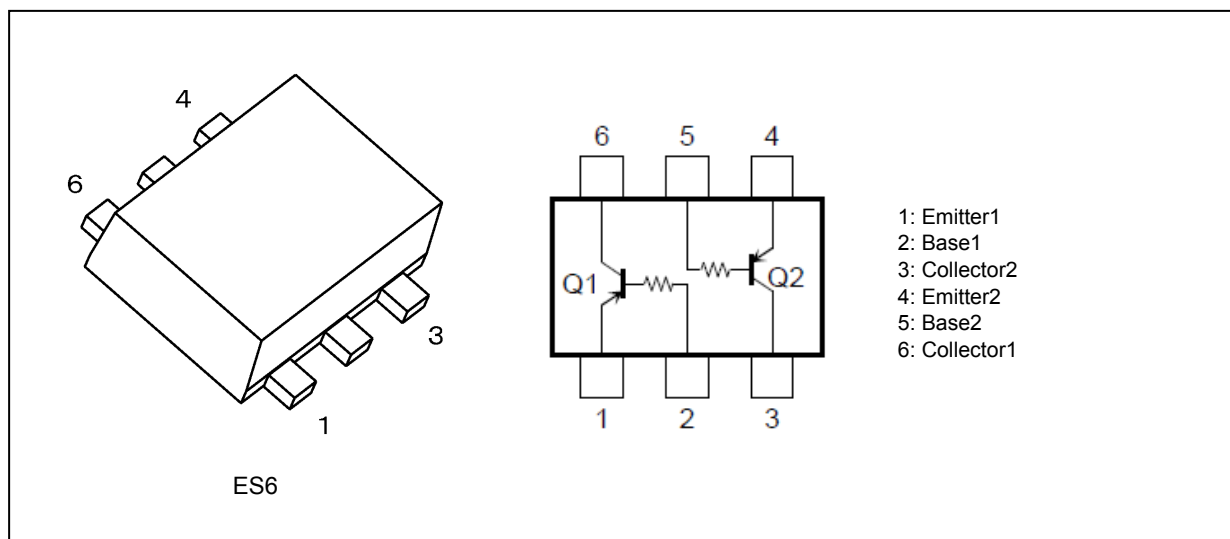 4
6
3
1
ES6
6 5 4
Q1 Q2
1 2 3
1: Emitter1
2: Base1
3: Collector2
4: Emitter2
5: Base2
6: Collector1